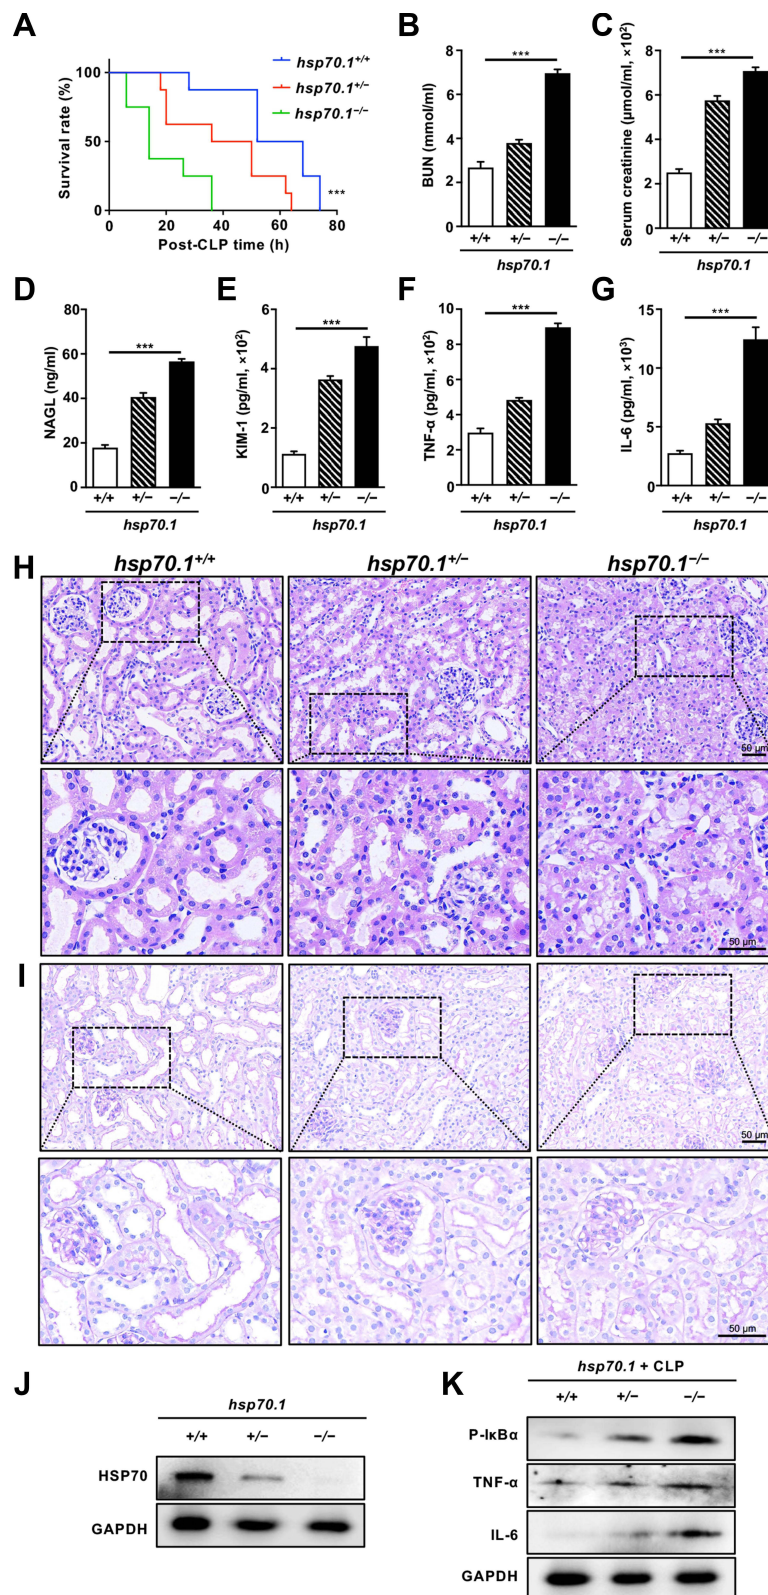 A
Survival rate (%)
100
50
0
0 20 40 60 80
Post-CLP time (h)
hsp70.1+/+
hsp70.1+/−
hsp70.1−/−
***
B
BUN (mmol/ml)
8
6
4
2
0
***
+/+ +/− −/−
hsp70.1
C
Serum creatinine (µmol/ml, ×10²)
8
6
4
2
0
***
+/+ +/− −/−
hsp70.1
D
NAGL (ng/ml)
80
60
40
20
0
***
+/+ +/− −/−
hsp70.1
E
KIM-1 (pg/ml, ×10²)
6
4
2
0
***
+/+ +/− −/−
hsp70.1
F
TNF-α (pg/ml, ×10²)
10
8
6
4
2
0
***
+/+ +/− −/−
hsp70.1
G
IL-6 (pg/ml, ×10³)
15
10
5
0
***
+/+ +/− −/−
hsp70.1
H
hsp70.1+/+ hsp70.1+/− hsp70.1−/−
50 µm
50 µm
I
50 µm
50 µm
J
hsp70.1
+/+ +/− −/−
HSP70
GAPDH
K
hsp70.1 + CLP
+/+ +/− −/−
P-IκBα
TNF-α
IL-6
GAPDH